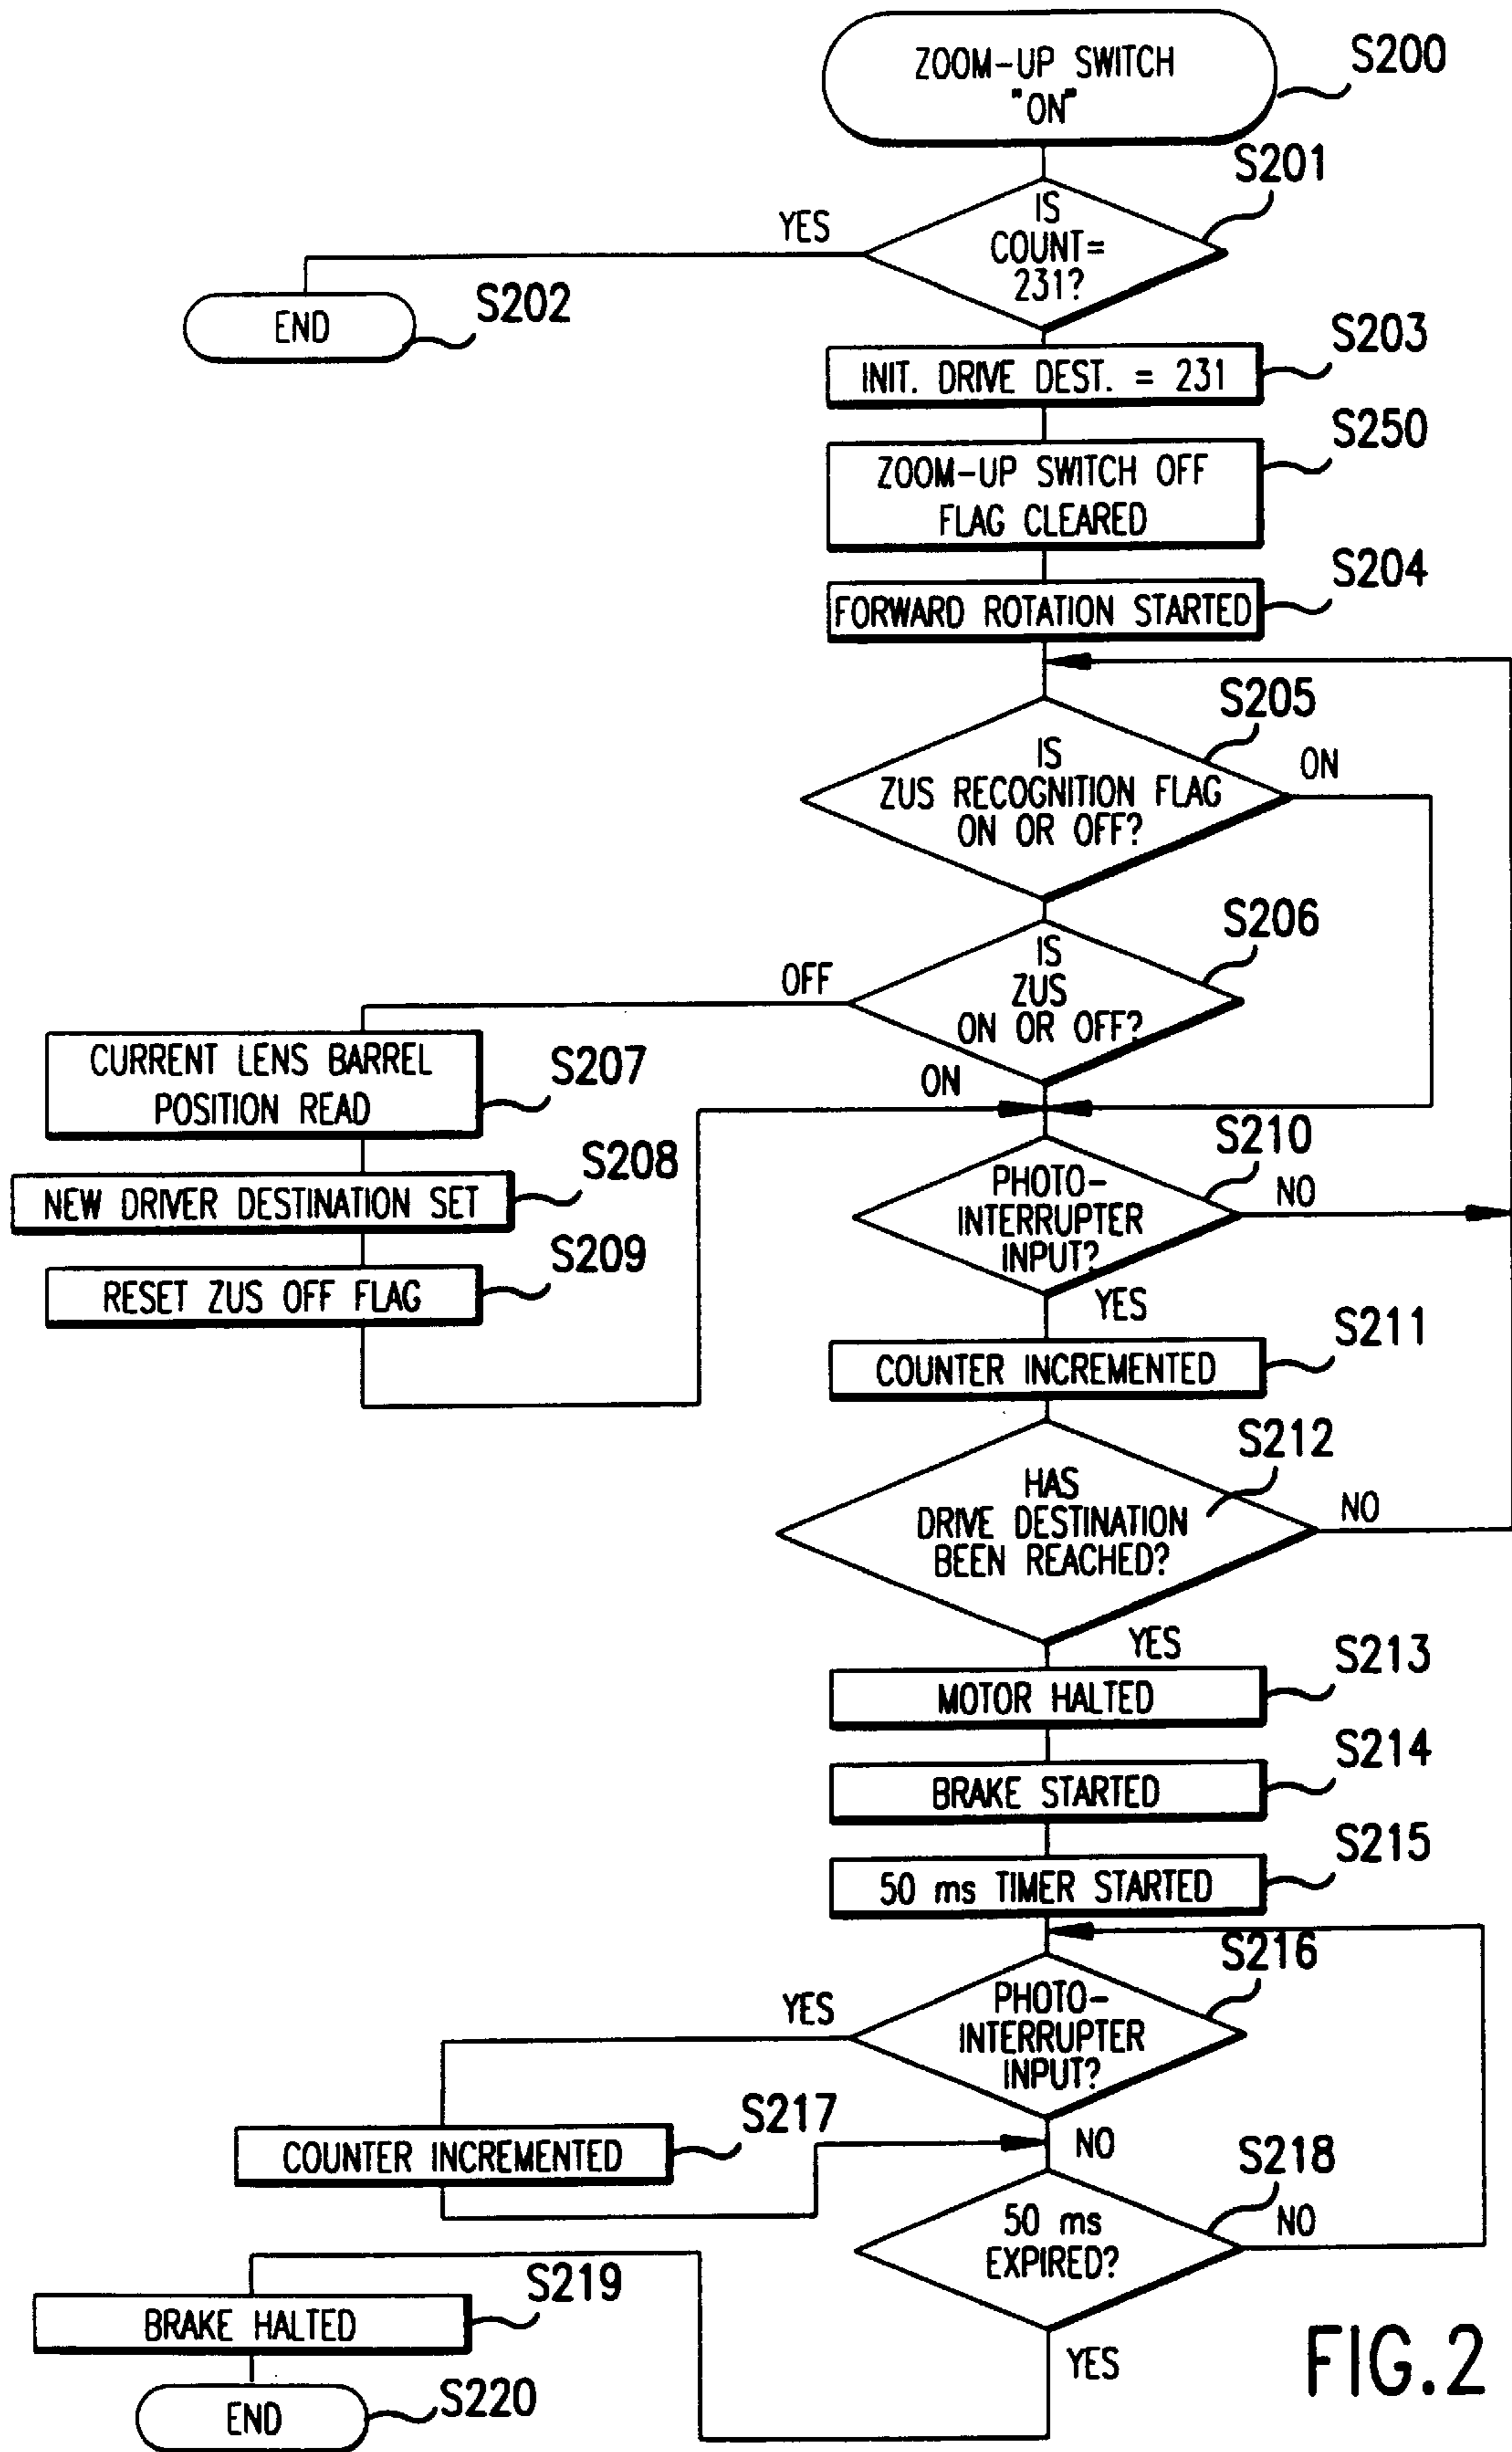 ZOOM-UP SWITCH
"ON"
S200
S201
IS
COUNT=
231?
YES
END
S202
INIT. DRIVE DEST. = 231
S203
ZOOM-UP SWITCH OFF
FLAG CLEARED
S250
FORWARD ROTATION STARTED
S204
S205
IS
ZUS RECOGNITION FLAG
ON OR OFF?
ON
S206
IS
ZUS
ON OR OFF?
OFF
ON
CURRENT LENS BARREL
POSITION READ
S207
NEW DRIVER DESTINATION SET
S208
RESET ZUS OFF FLAG
S209
S210
PHOTO-
INTERRUPTER
INPUT?
NO
YES
COUNTER INCREMENTED
S211
S212
HAS
DRIVE DESTINATION
BEEN REACHED?
NO
YES
MOTOR HALTED
S213
BRAKE STARTED
S214
50 ms TIMER STARTED
S215
S216
PHOTO-
INTERRUPTER
INPUT?
YES
NO
COUNTER INCREMENTED
S217
S218
50 ms
EXPIRED?
NO
YES
BRAKE HALTED
S219
END
S220
FIG.2